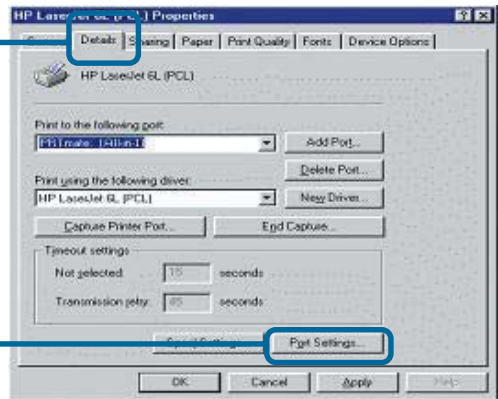 HP LaserJet 6L (PCL) Properties
Details Sharing Paper Print Quality Fonts Device Options
HP LaserJet 6L (PCL)
Print to the following port:
Add Port...
Delete Port...
Print using the following driver:
HP LaserJet 6L (PCL)
New Driver...
Capture Printer Port...
End Capture...
Timeout settings
Not selected:
15
seconds
Transmission retry:
45
seconds
Port Settings...
OK
Cancel
Apply
Help